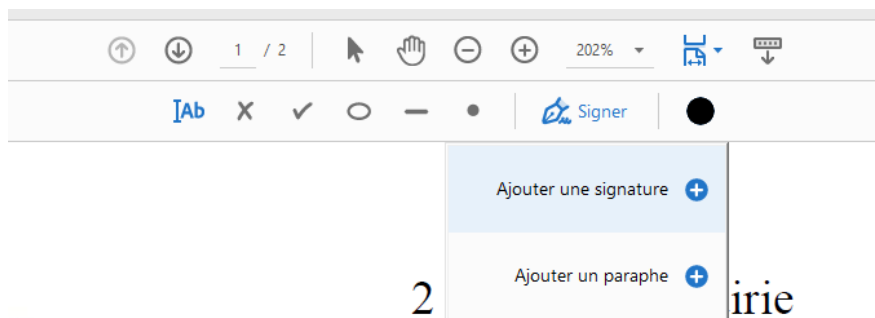 1 / 2 202%
Ab Signer
Ajouter une signature
Ajouter un paraphe
2 irie